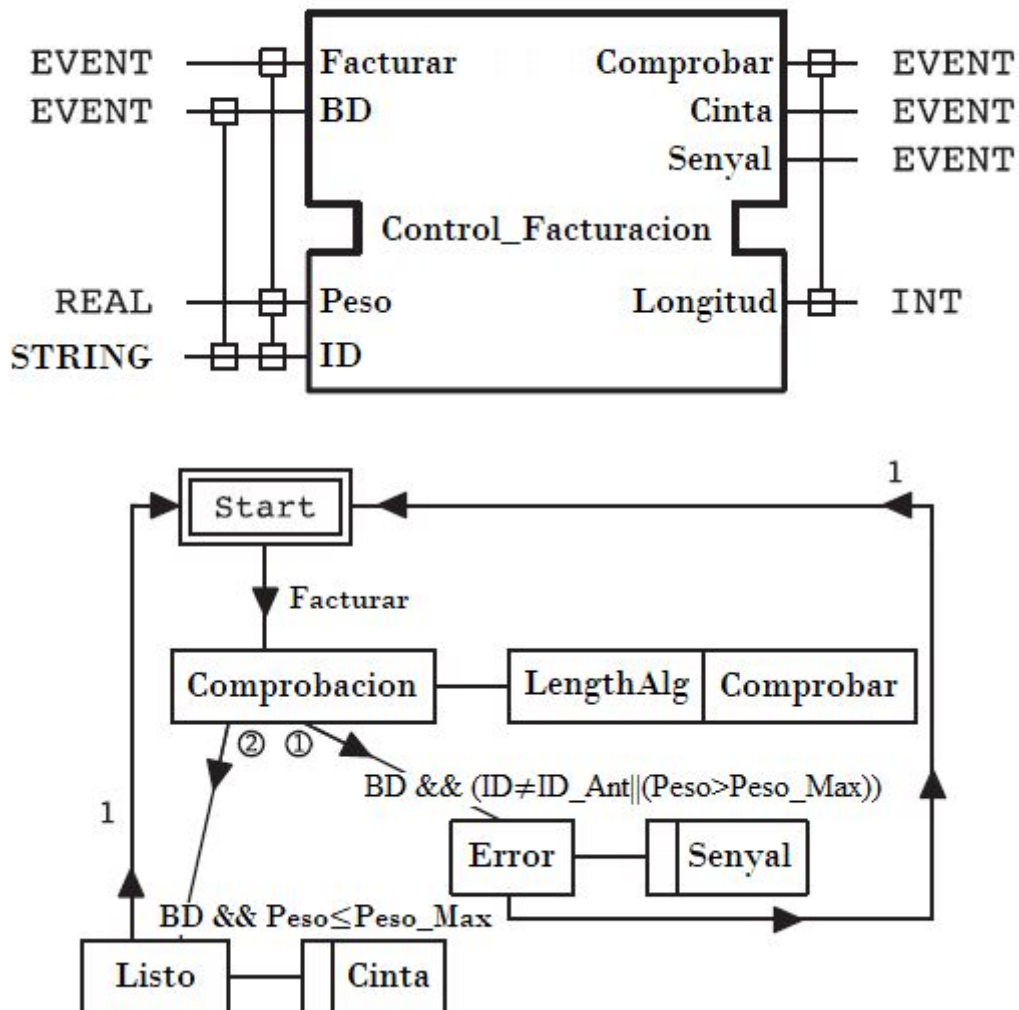 EVENT Facturar Comprobar EVENT
EVENT BD Cinta EVENT
Senyal EVENT
Control_Facturacion
REAL Peso Longitud INT
STRING ID
1
Start
Facturar
Comprobacion LengthAlg Comprobar
② ①
BD && (ID≠ID_Ant||(Peso>Peso_Max))
1
Error Senyal
BD && Peso≤Peso_Max
Listo Cinta